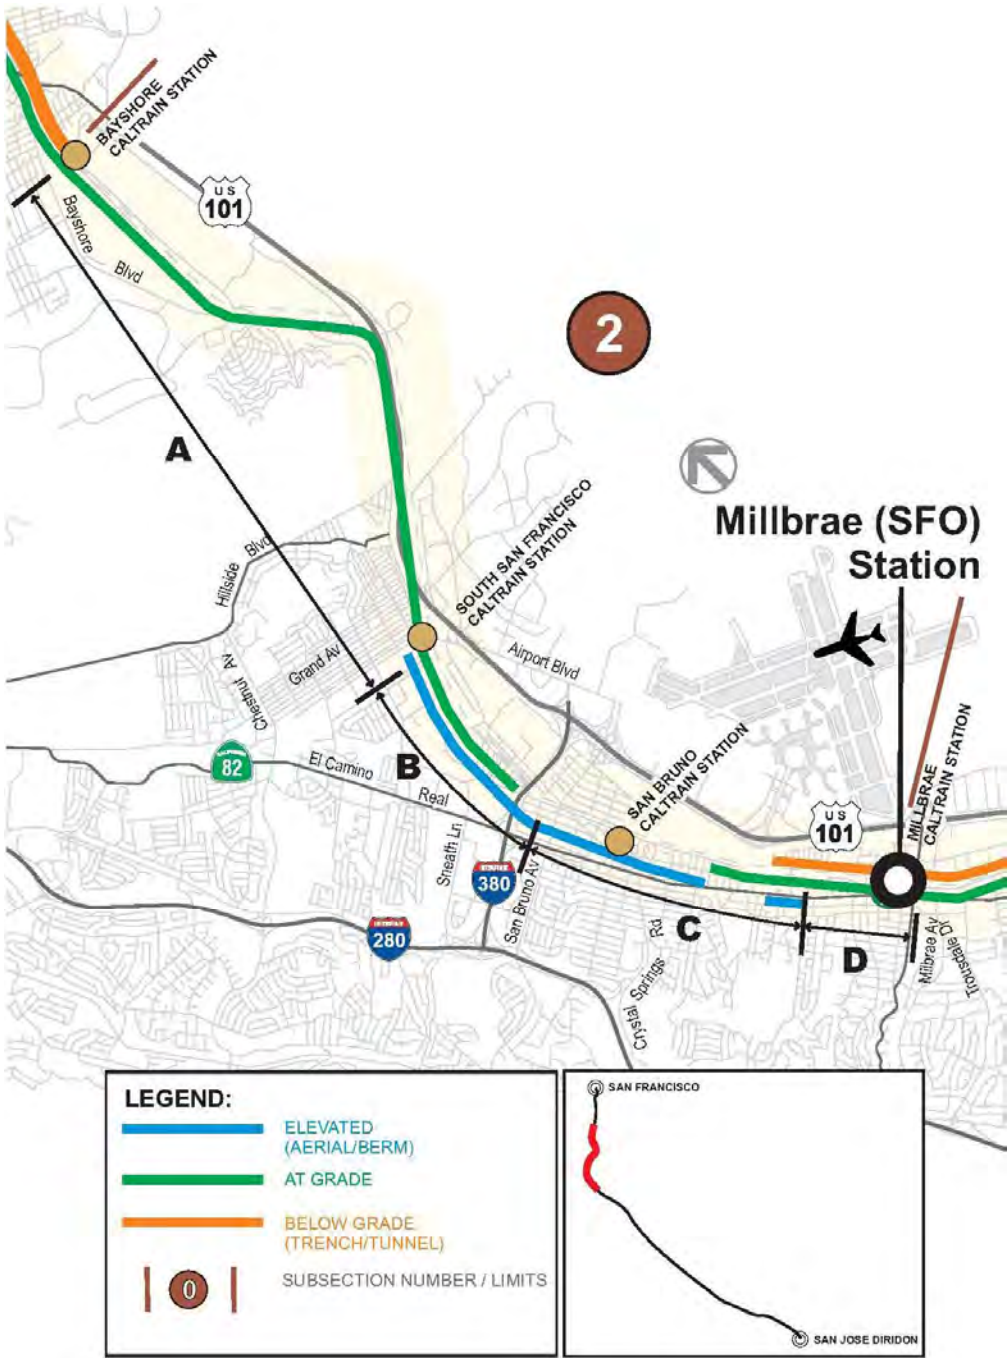 BAYSHORE
CALTRAIN STATION
US
101
Bayshore
Blvd
2
A
Hillside Blvd
SOUTH SAN FRANCISCO
CALTRAIN STATION
Millbrae (SFO)
Station
Chestnut Av
Grand Av
Airport Blvd
CALIFORNIA
82
El Camino
Real
B
SAN BRUNO
CALTRAIN STATION
MILLBRAE
CALTRAIN STATION
US
101
Sneath Ln
380
San Bruno Av
280
C
D
Crystal Springs Rd
Millbrae Av
Trousdale Dr
LEGEND:
ELEVATED
(AERIAL/BERM)
AT GRADE
BELOW GRADE
(TRENCH/TUNNEL)
0
SUBSECTION NUMBER / LIMITS
SAN FRANCISCO
SAN JOSE DIRIDON